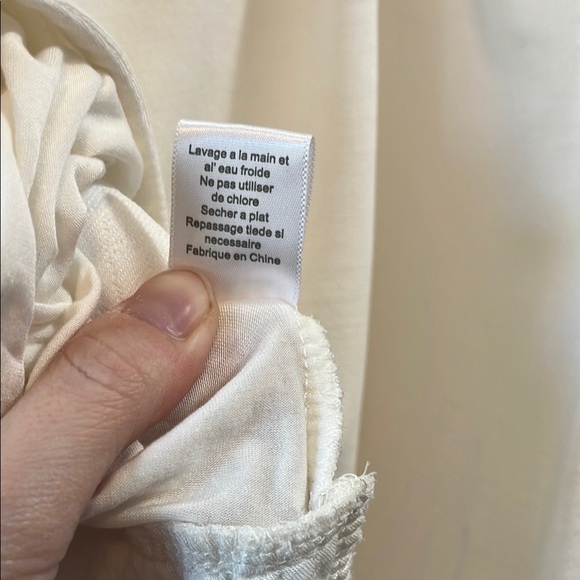 Lavage a la main et
al' eau froide
Ne pas utiliser
de chlore
Secher a plat
Repassage tiede si
necessaire
Fabrique en Chine